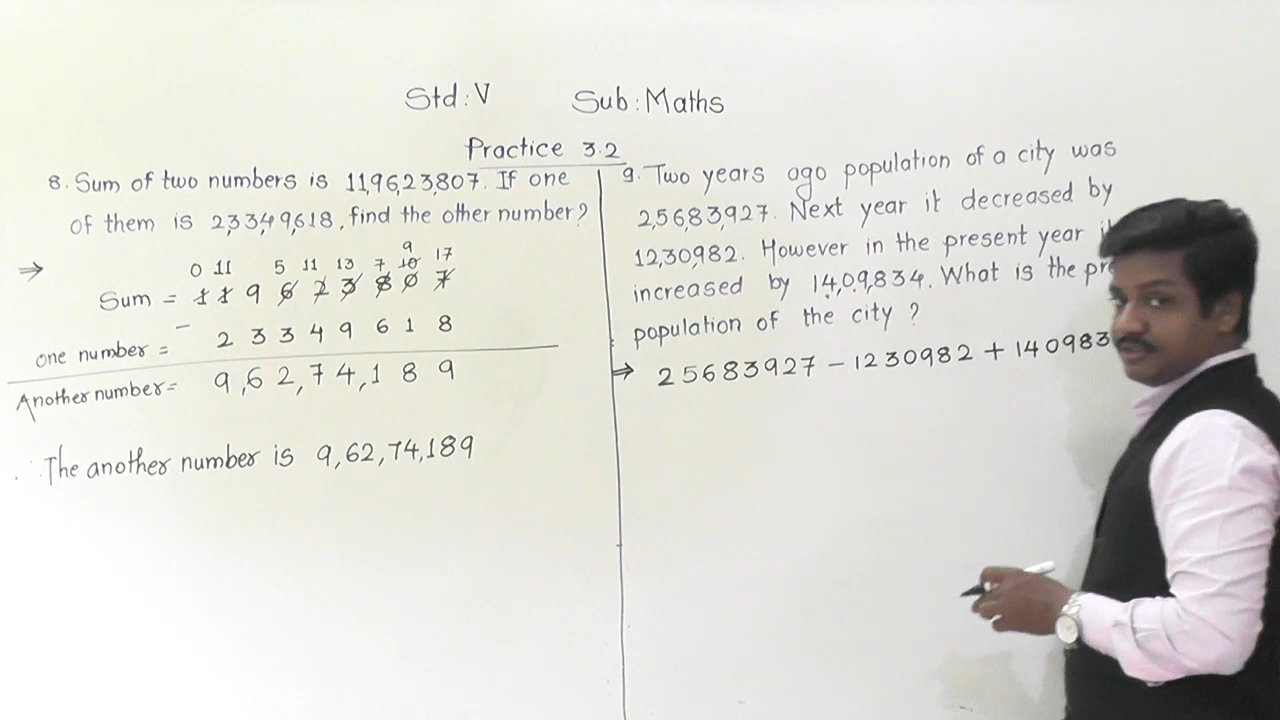 Std : V Sub : Maths
Practice 3.2
8. Sum of two numbers is 11,96,23,807. If one
of them is 2,33,49,618, find the other number?
9
0 11 5 11 13 7 10 17
⇒ Sum = 1 1 9 6 2 3 8 0 7
- one number = 2 3 3 4 9 6 1 8
Another number = 9,6 2,7 4,1 8 9
∴ The another number is 9,62,74,189
9. Two years ago population of a city was
2,56,83,927. Next year it decreased by
12,30,982. However in the present year
increased by 14,09,834. What is the
population of the city ?
⇒ 25683927 - 1230982 + 140983